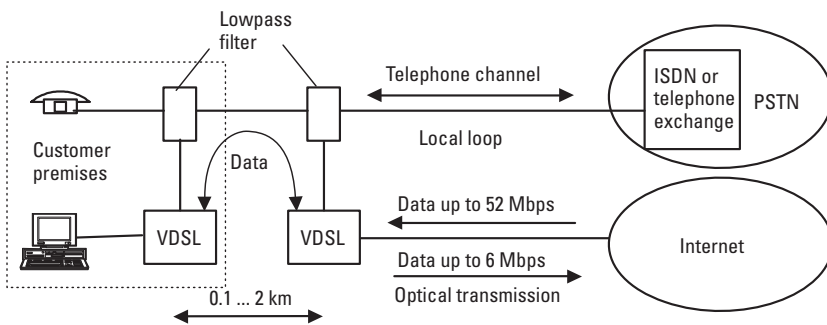 Lowpass
filter
Telephone channel
ISDN or
telephone
exchange
PSTN
Local loop
Customer
premises
Data
Data up to 52 Mbps
VDSL
VDSL
Internet
Data up to 6 Mbps
0.1 ... 2 km
Optical transmission